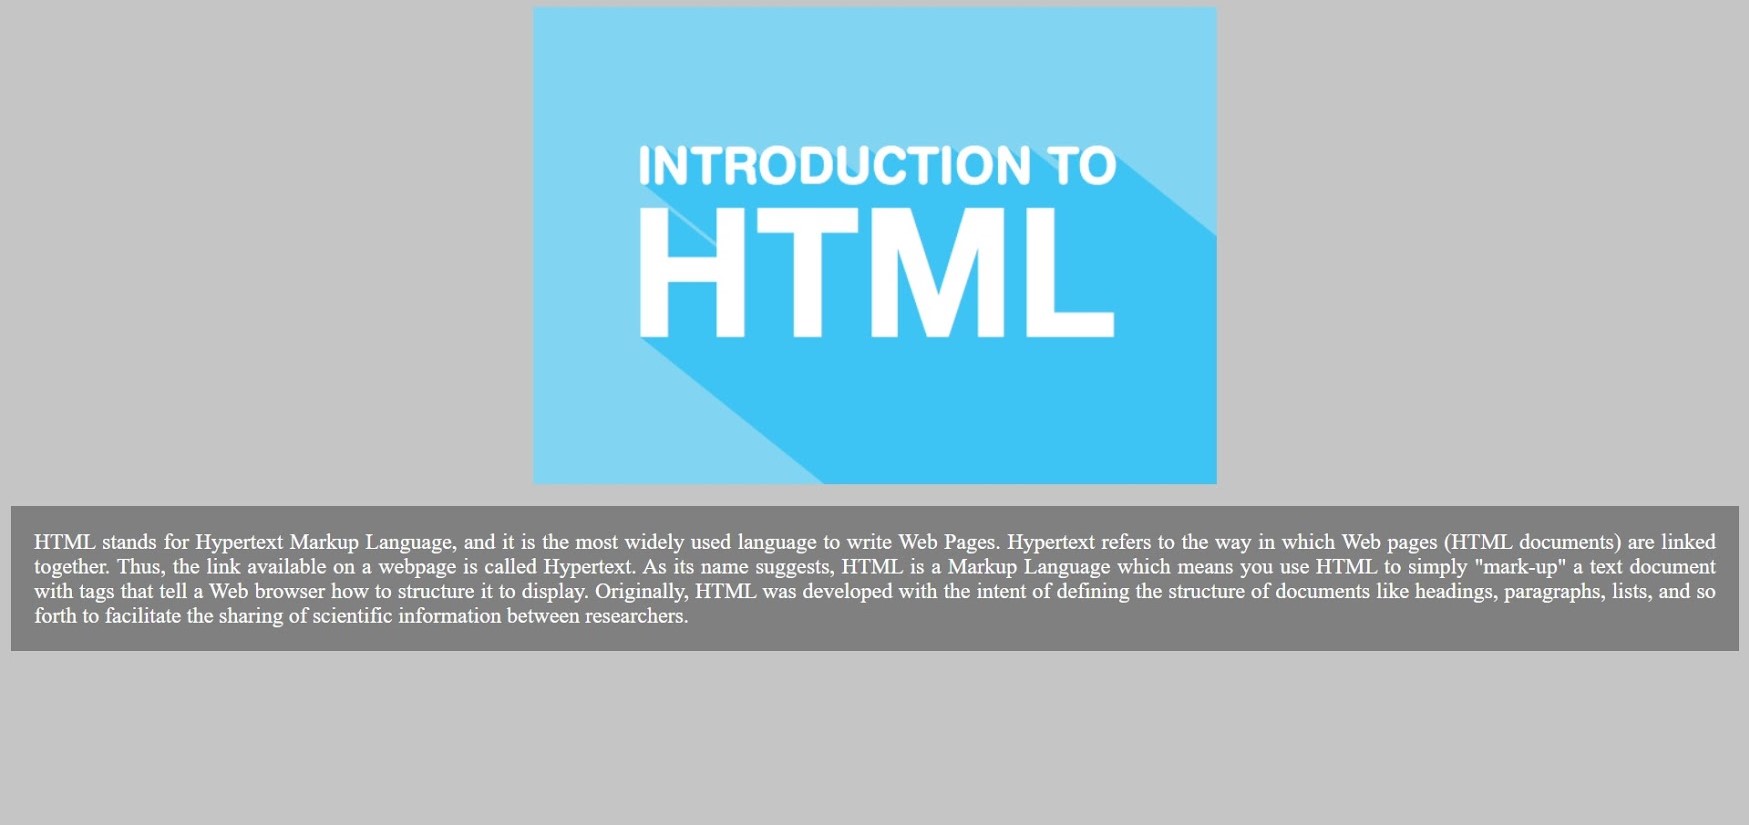 INTRODUCTION TO
HTML
HTML stands for Hypertext Markup Language, and it is the most widely used language to write Web Pages. Hypertext refers to the way in which Web pages (HTML documents) are linked
together. Thus, the link available on a webpage is called Hypertext. As its name suggests, HTML is a Markup Language which means you use HTML to simply "mark-up" a text document
with tags that tell a Web browser how to structure it to display. Originally, HTML was developed with the intent of defining the structure of documents like headings, paragraphs, lists, and so
forth to facilitate the sharing of scientific information between researchers.